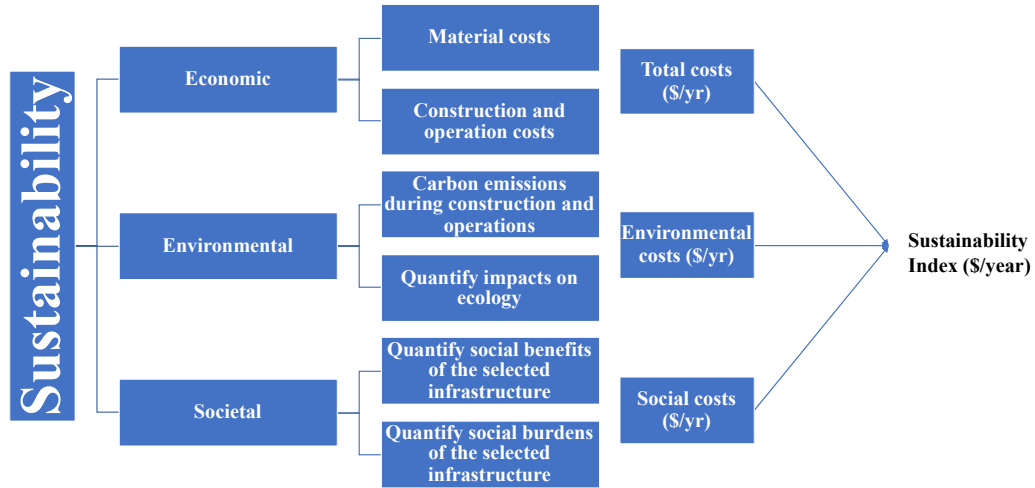 Sustainability
Economic
Material costs
Construction and
operation costs
Total costs
($/yr)
Environmental
Carbon emissions
during construction and
operations
Quantify impacts on
ecology
Environmental
costs ($/yr)
Societal
Quantify social benefits
of the selected
infrastructure
Quantify social burdens
of the selected
infrastructure
Social costs
($/yr)
Sustainability
Index ($/year)